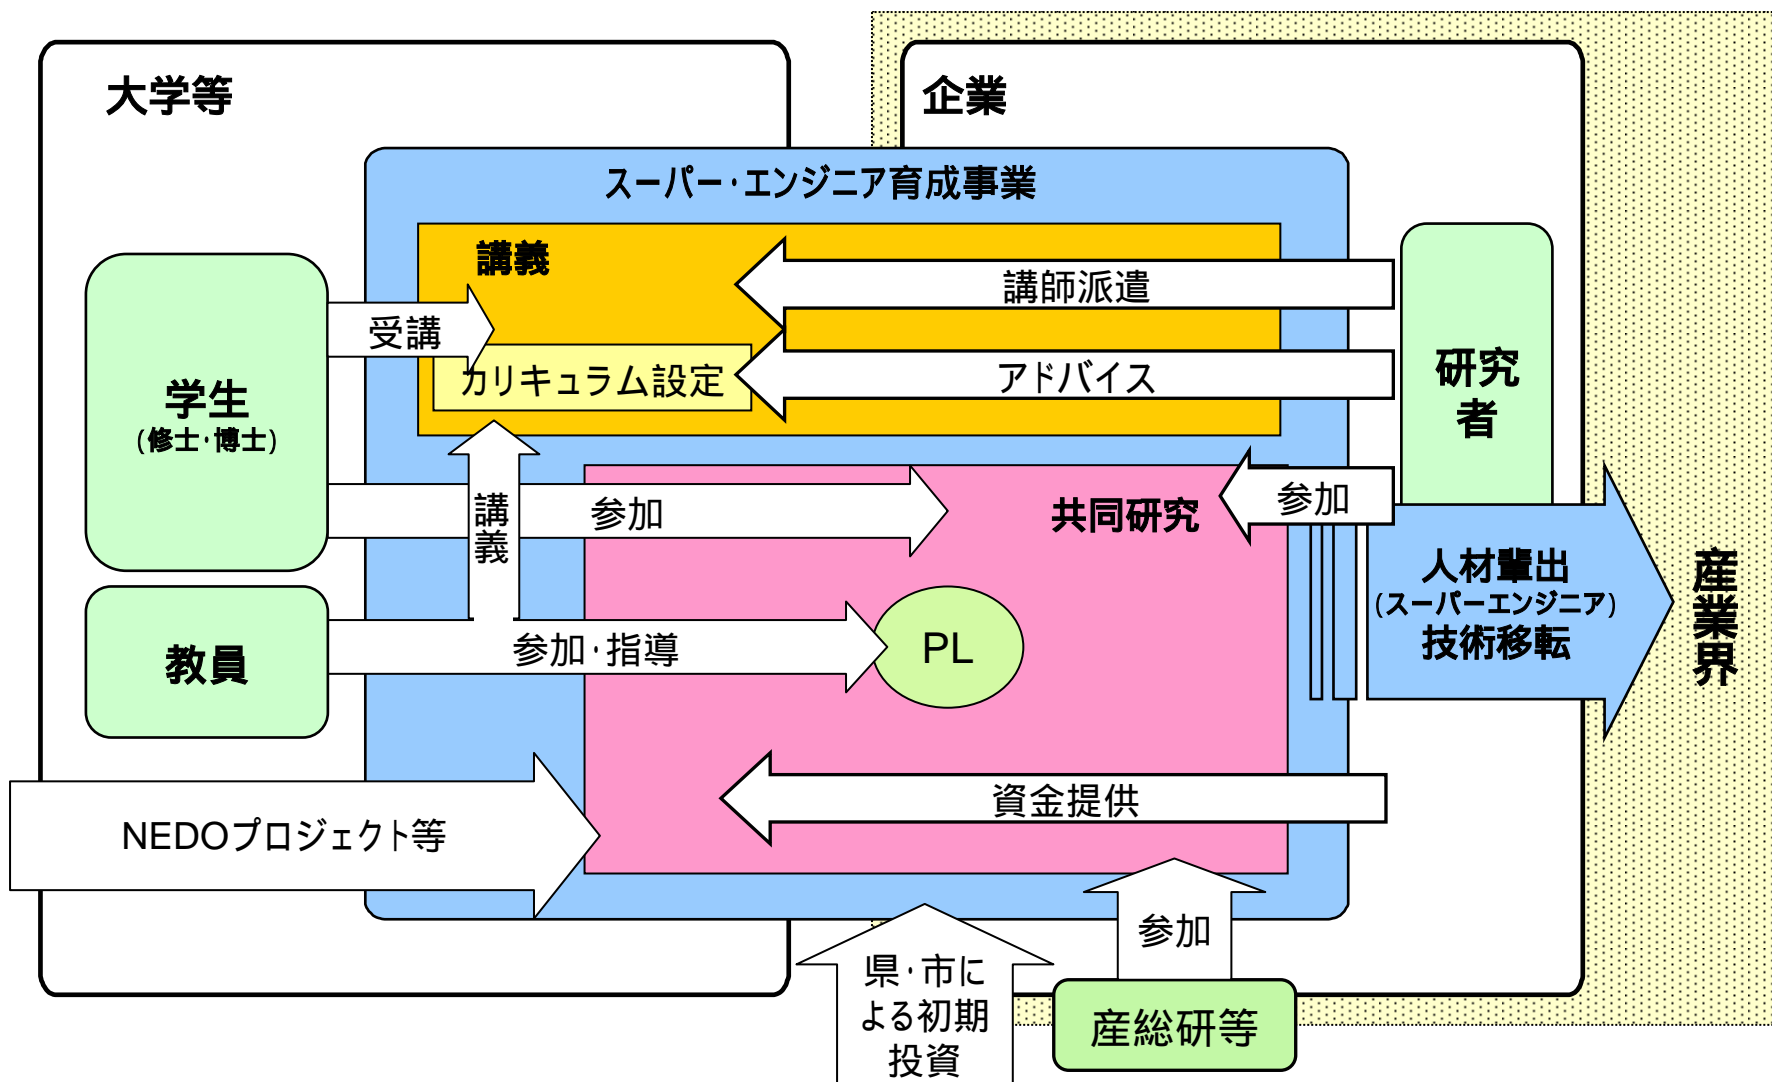 大学等
企業
スーパー・エンジニア育成事業
講義
講師派遣
受講
カリキュラム設定
アドバイス
学生
(修士・博士)
研究
者
講
義
参加
共同研究
参加
人材輩出
(スーパーエンジニア)
技術移転
産
業
界
教員
参加・指導
PL
資金提供
NEDOプロジェクト等
参加
県・市に
よる初期
投資
産総研等